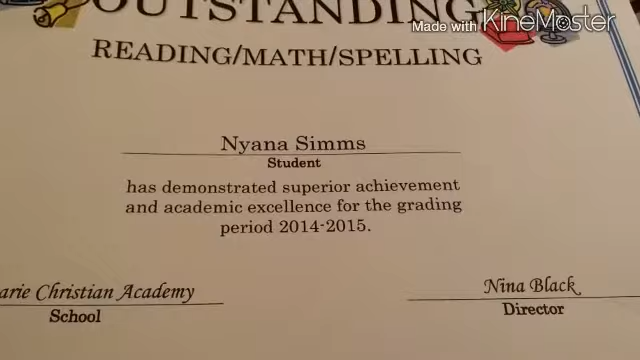 OUTSTANDING
Made with KINEMASTER
READING/MATH/SPELLING
Nyana Simms
Student
has demonstrated superior achievement
and academic excellence for the grading
period 2014-2015.
arie Christian Academy
School
Nina Black
Director